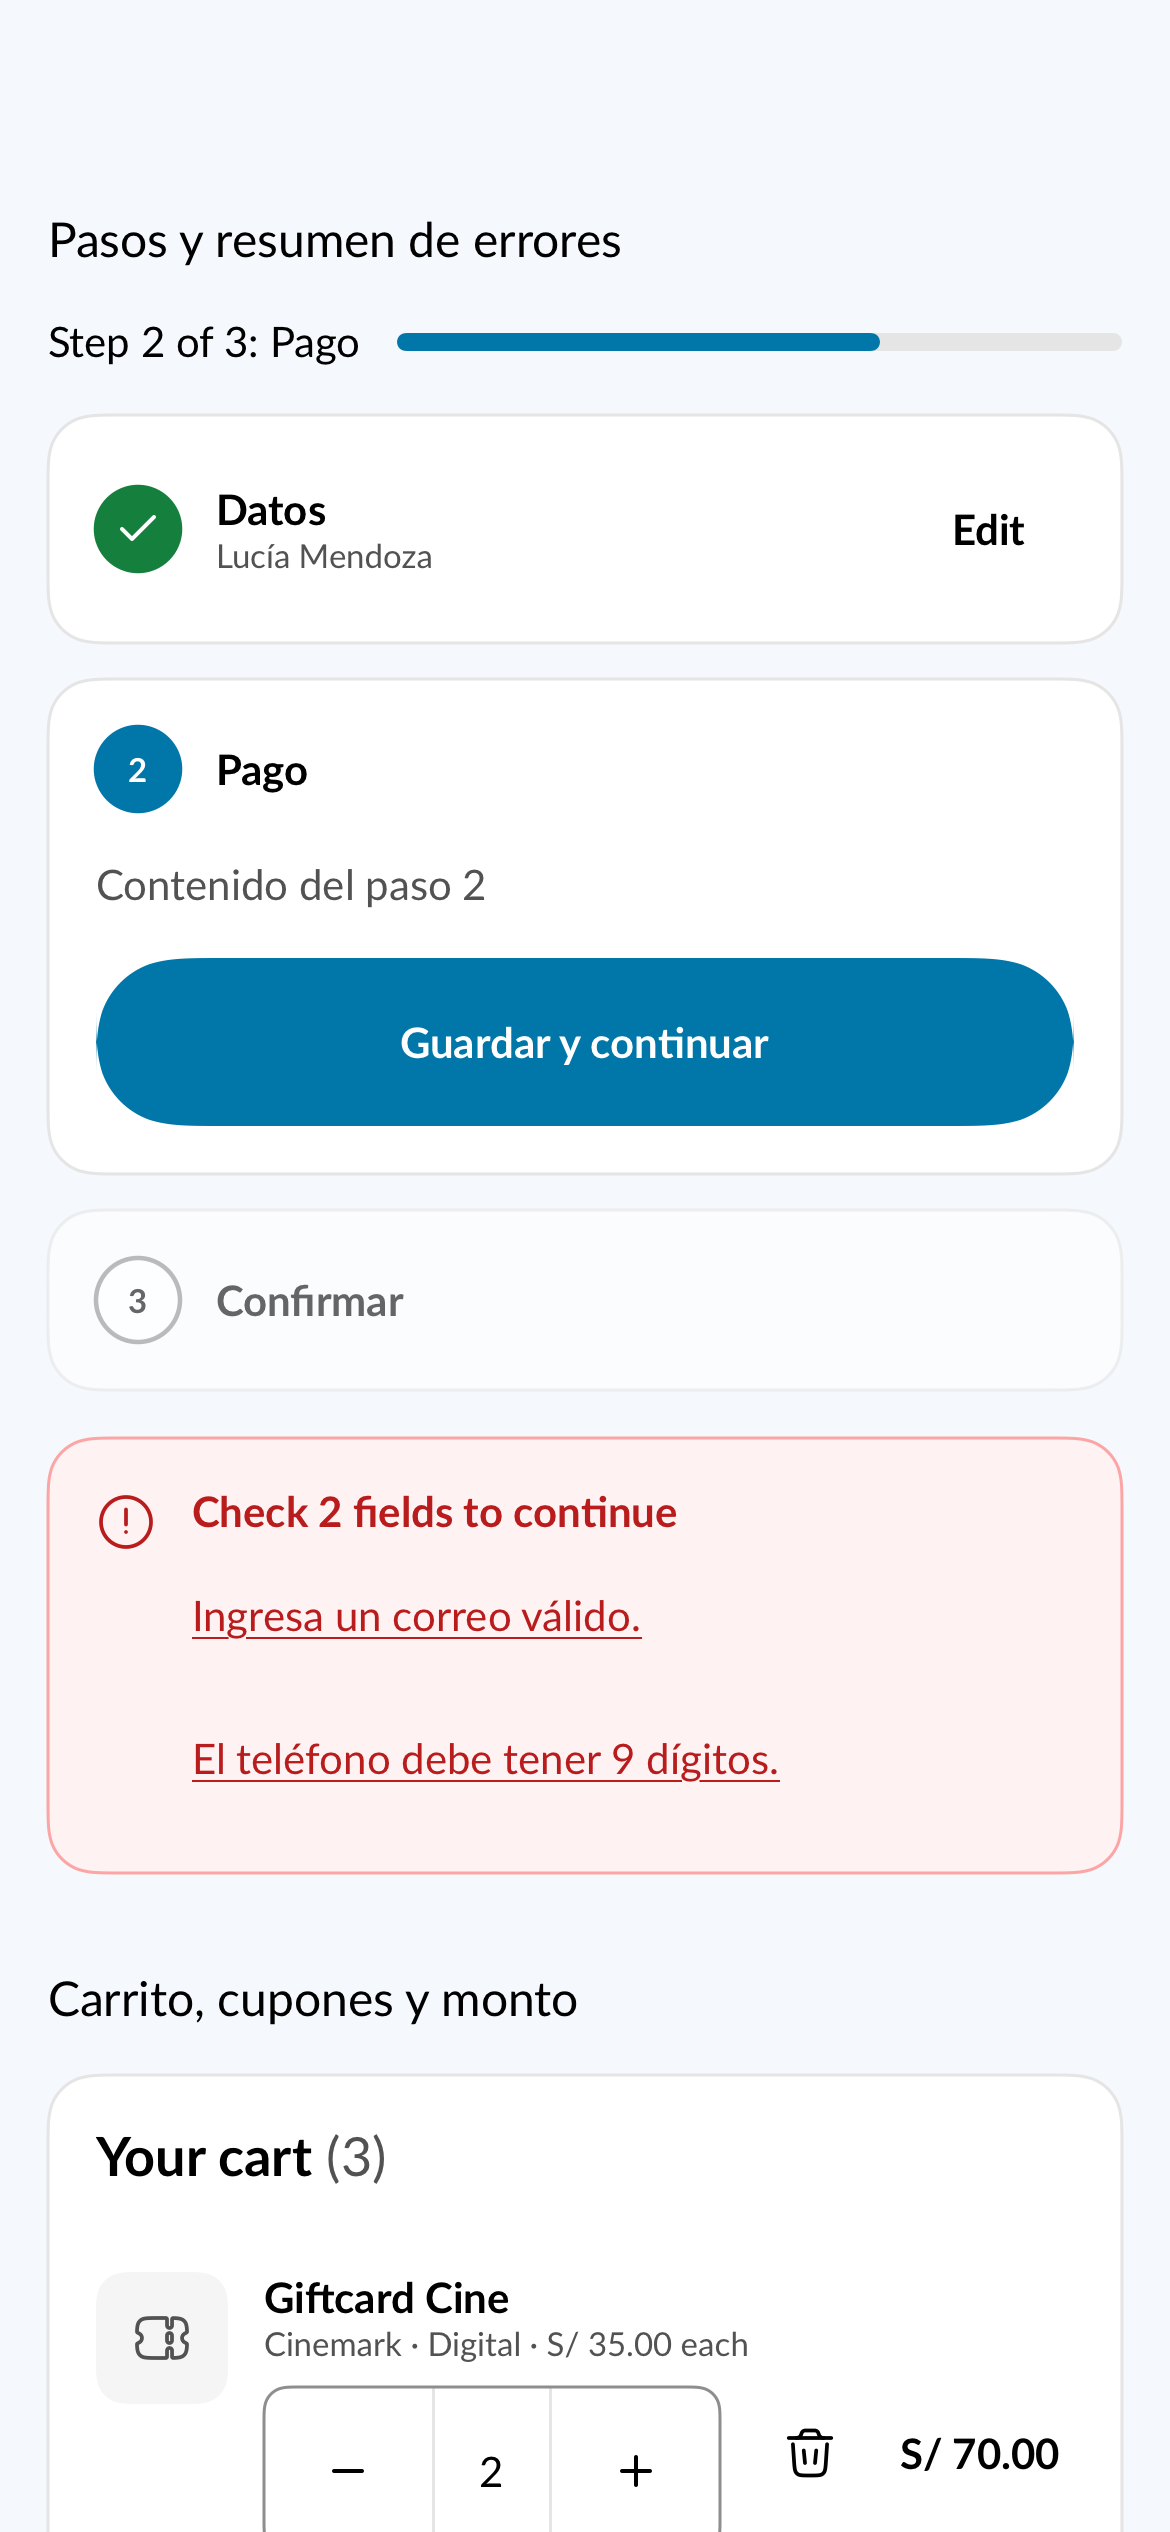 Pasos y resumen de errores
Step 2 of 3: Pago
Datos
Lucía Mendoza
Edit
2
Pago
Contenido del paso 2
Guardar y continuar
3
Confirmar
Check 2 fields to continue
Ingresa un correo válido.
El teléfono debe tener 9 dígitos.
Carrito, cupones y monto
Your cart (3)
Giftcard Cine
Cinemark · Digital · S/ 35.00 each
2
S/ 70.00